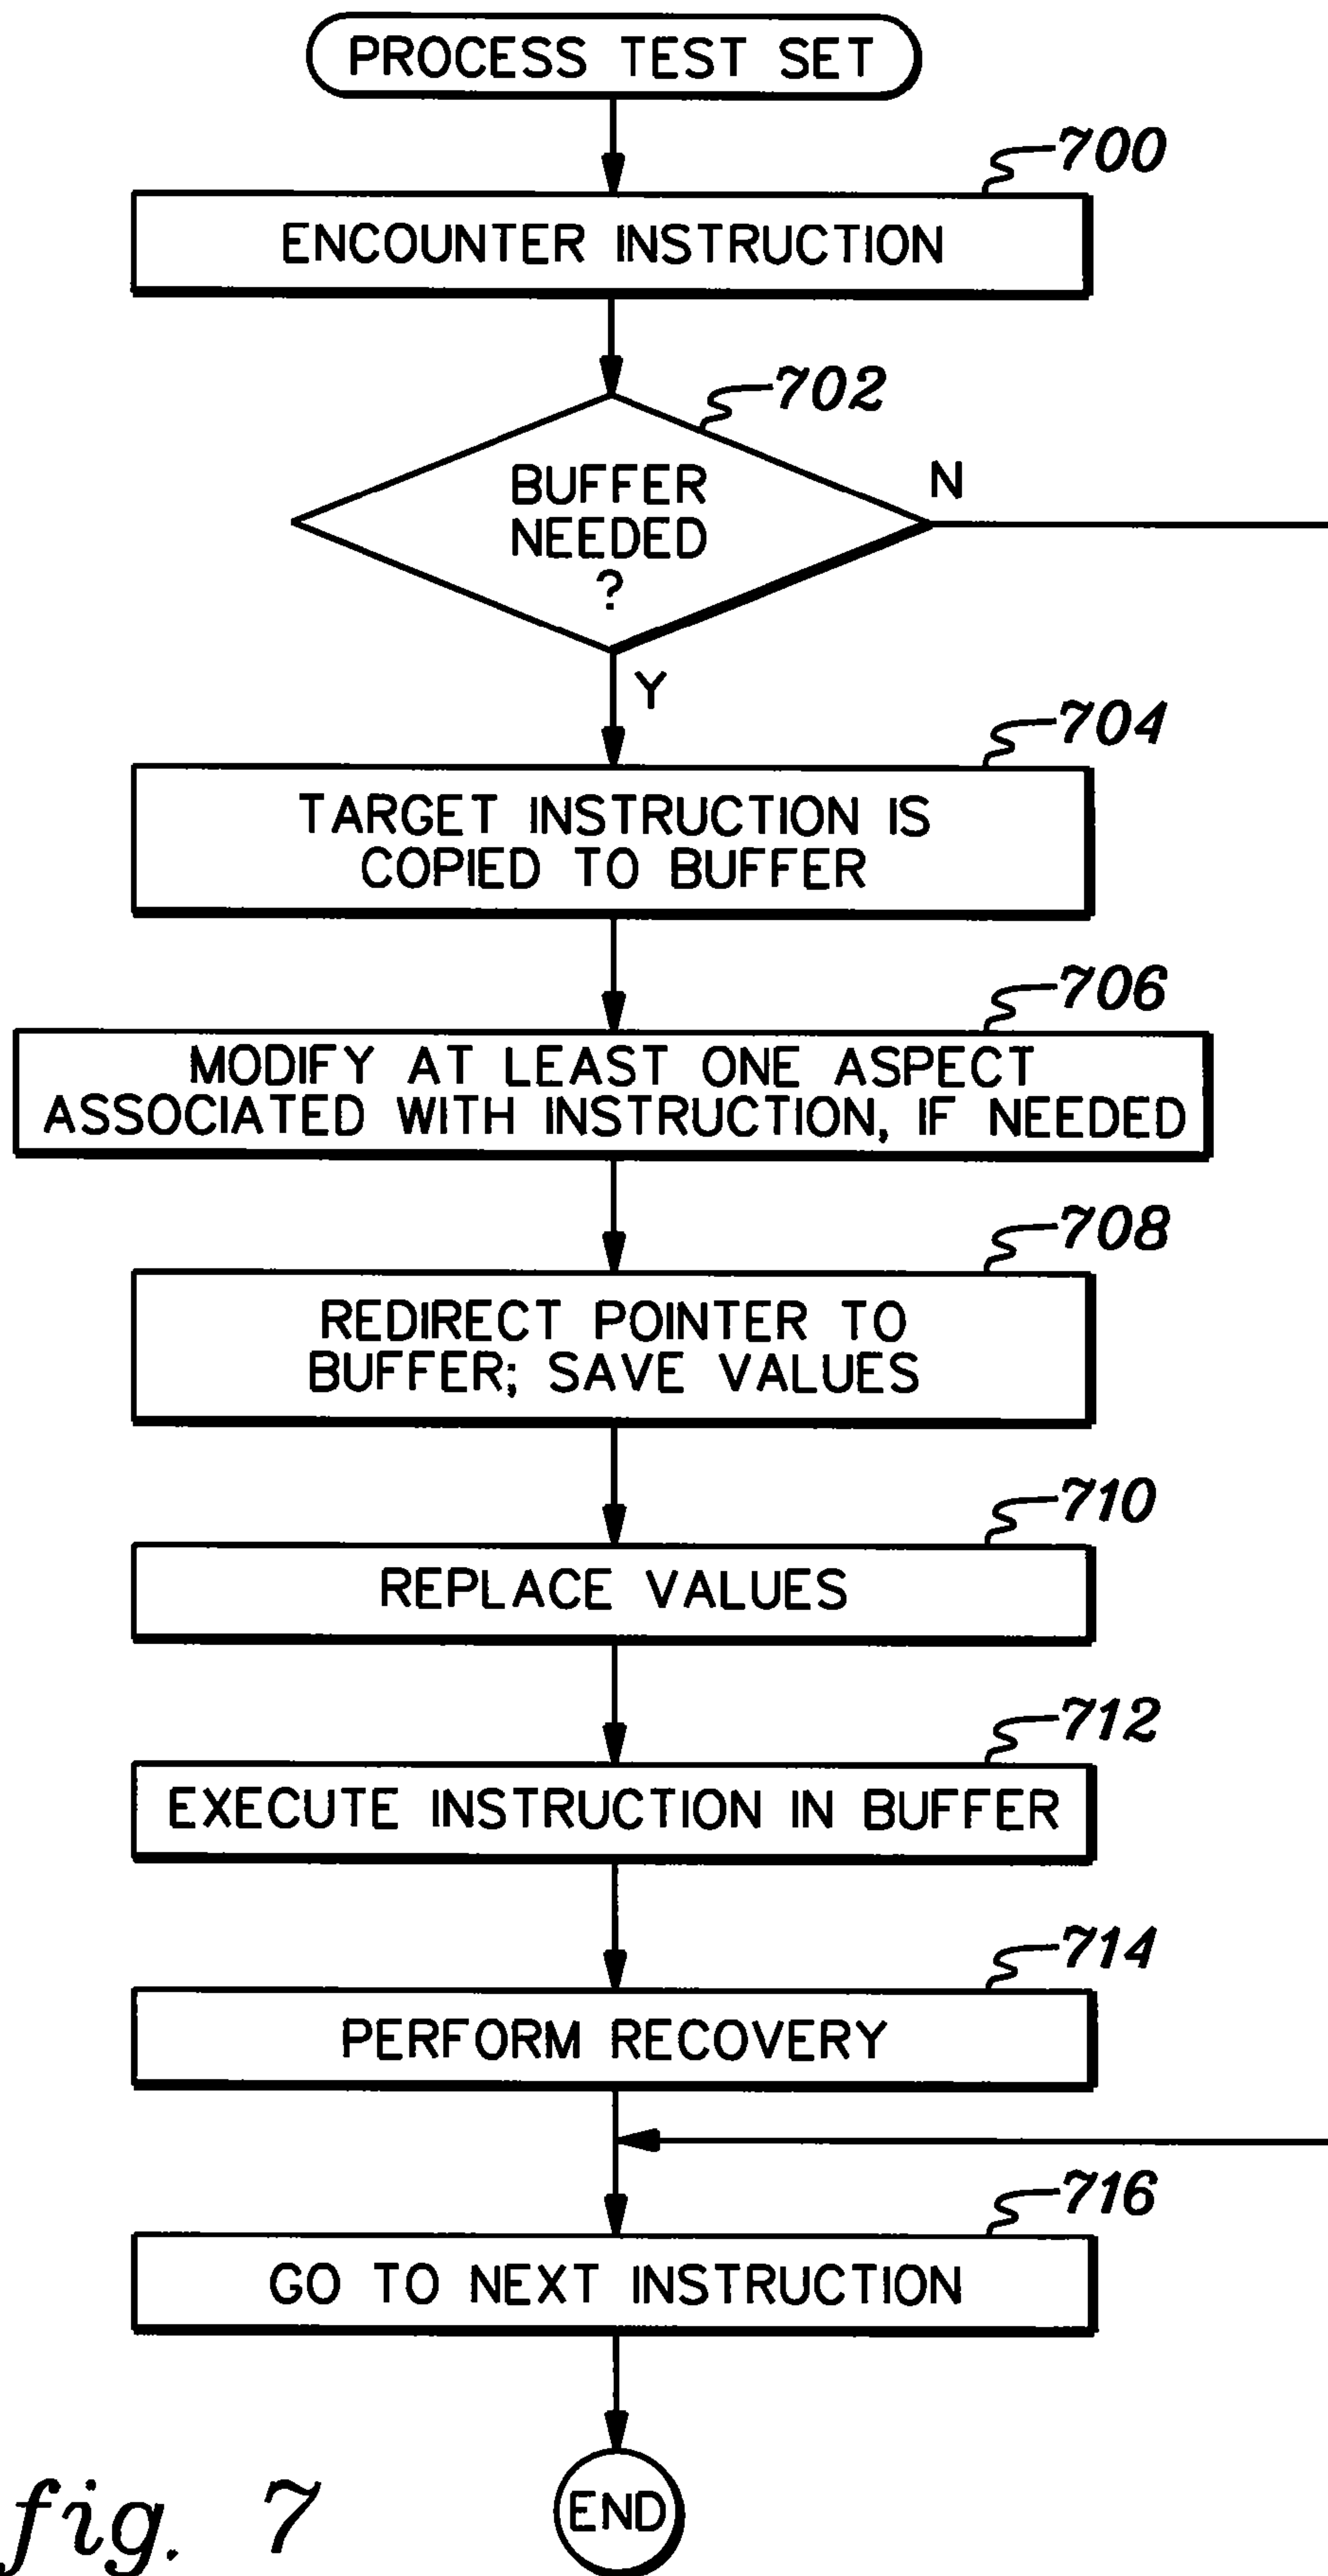 PROCESS TEST SET
700
ENCOUNTER INSTRUCTION
702
BUFFER
NEEDED
?
N
Y
704
TARGET INSTRUCTION IS
COPIED TO BUFFER
706
MODIFY AT LEAST ONE ASPECT
ASSOCIATED WITH INSTRUCTION, IF NEEDED
708
REDIRECT POINTER TO
BUFFER; SAVE VALUES
710
REPLACE VALUES
712
EXECUTE INSTRUCTION IN BUFFER
714
PERFORM RECOVERY
716
GO TO NEXT INSTRUCTION
END
fig. 7